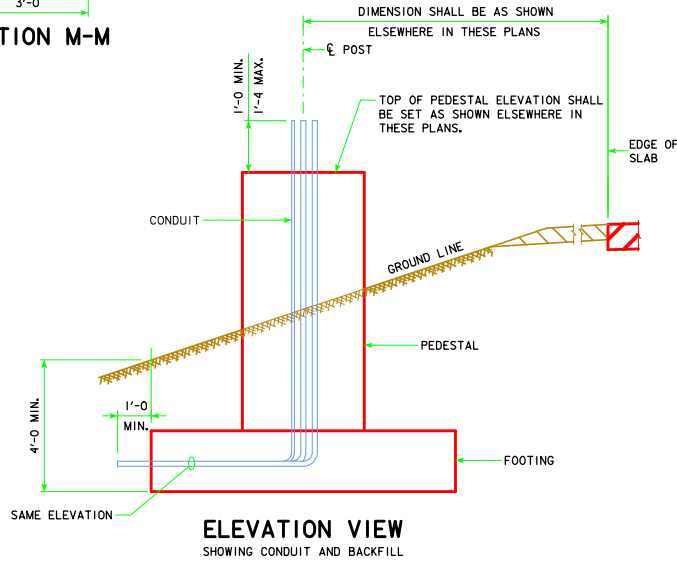 3'-0
TION M-M
DIMENSION SHALL BE AS SHOWN
ELSEWHERE IN THESE PLANS
℄ POST
1'-0 MIN.
1'-4 MAX.
TOP OF PEDESTAL ELEVATION SHALL
BE SET AS SHOWN ELSEWHERE IN
THESE PLANS.
EDGE OF
SLAB
CONDUIT
GROUND LINE
PEDESTAL
4'-0 MIN.
1'-0
MIN.
FOOTING
SAME ELEVATION
ELEVATION VIEW
SHOWING CONDUIT AND BACKFILL